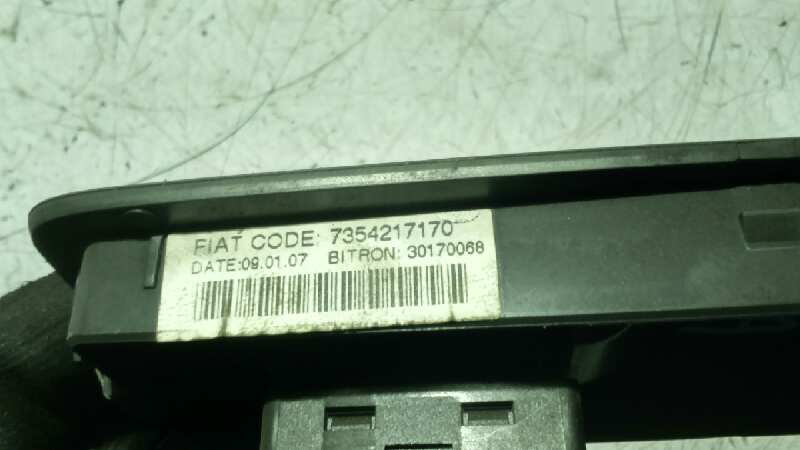 FIAT CODE: 7354217170
DATE:09.01.07 BITRON: 30170068